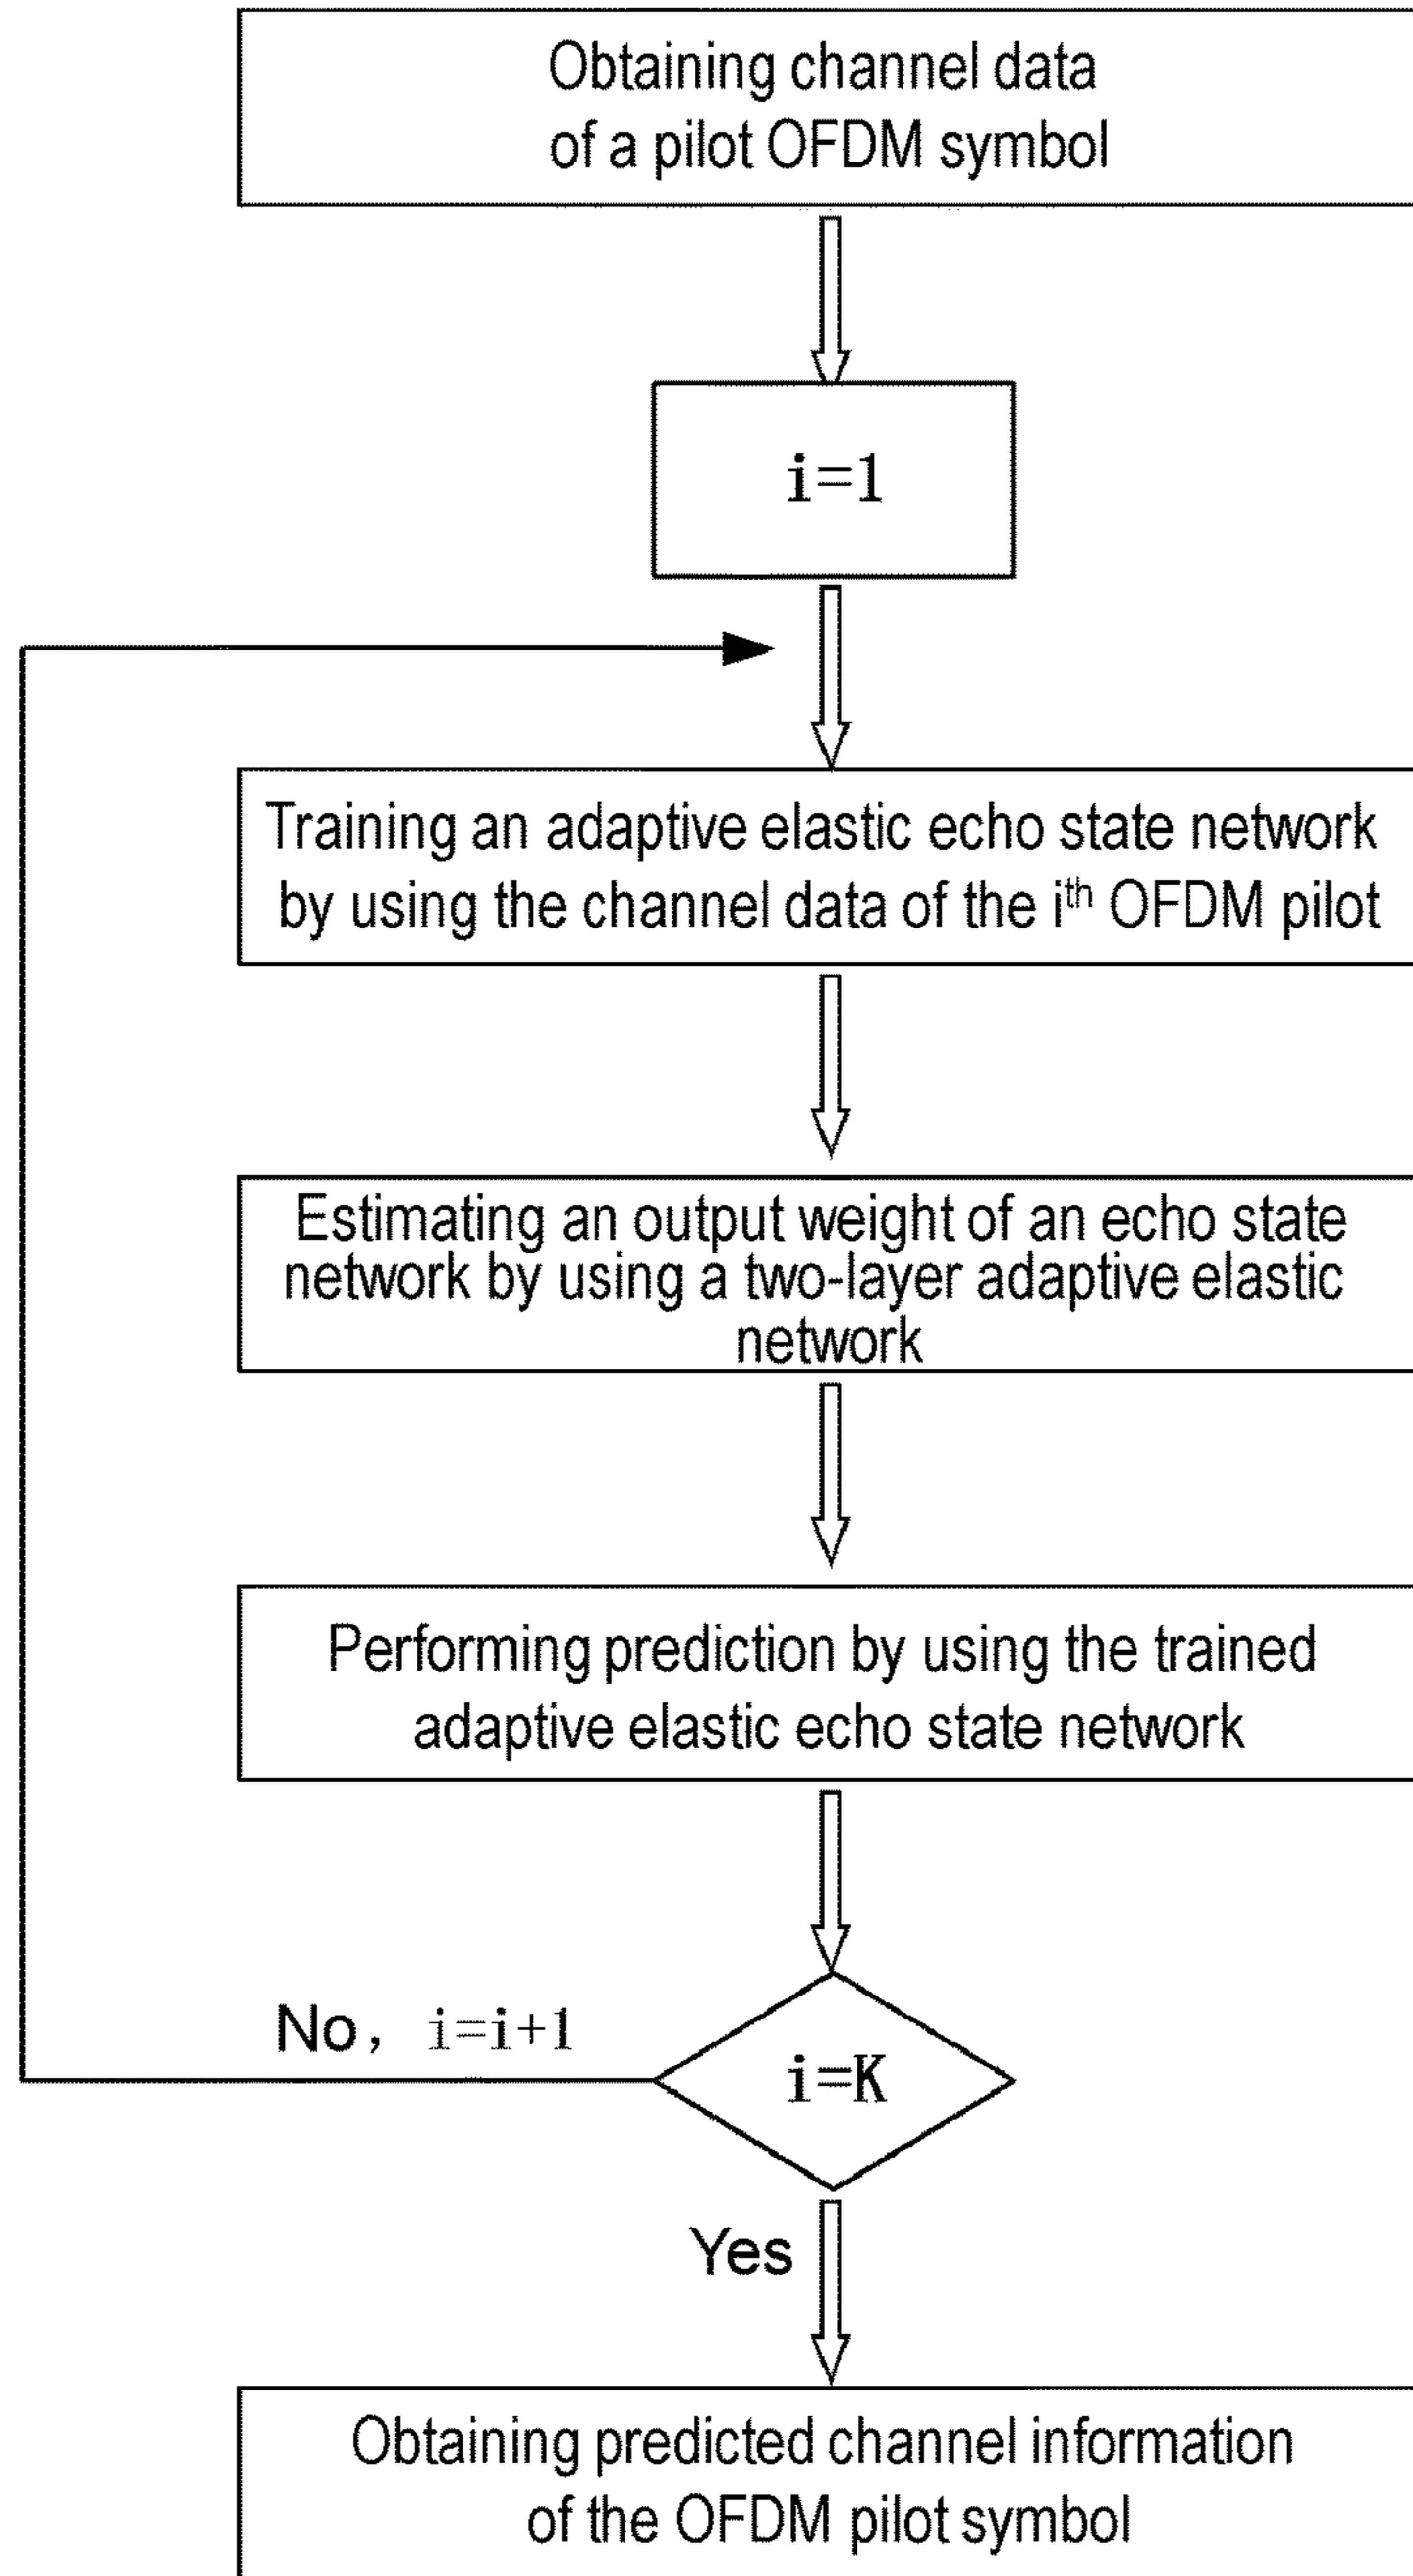 Obtaining channel data
of a pilot OFDM symbol
i=1
Training an adaptive elastic echo state network
by using the channel data of the ith OFDM pilot
Estimating an output weight of an echo state
network by using a two-layer adaptive elastic
network
Performing prediction by using the trained
adaptive elastic echo state network
No, i=i+1
i=K
Yes
Obtaining predicted channel information
of the OFDM pilot symbol